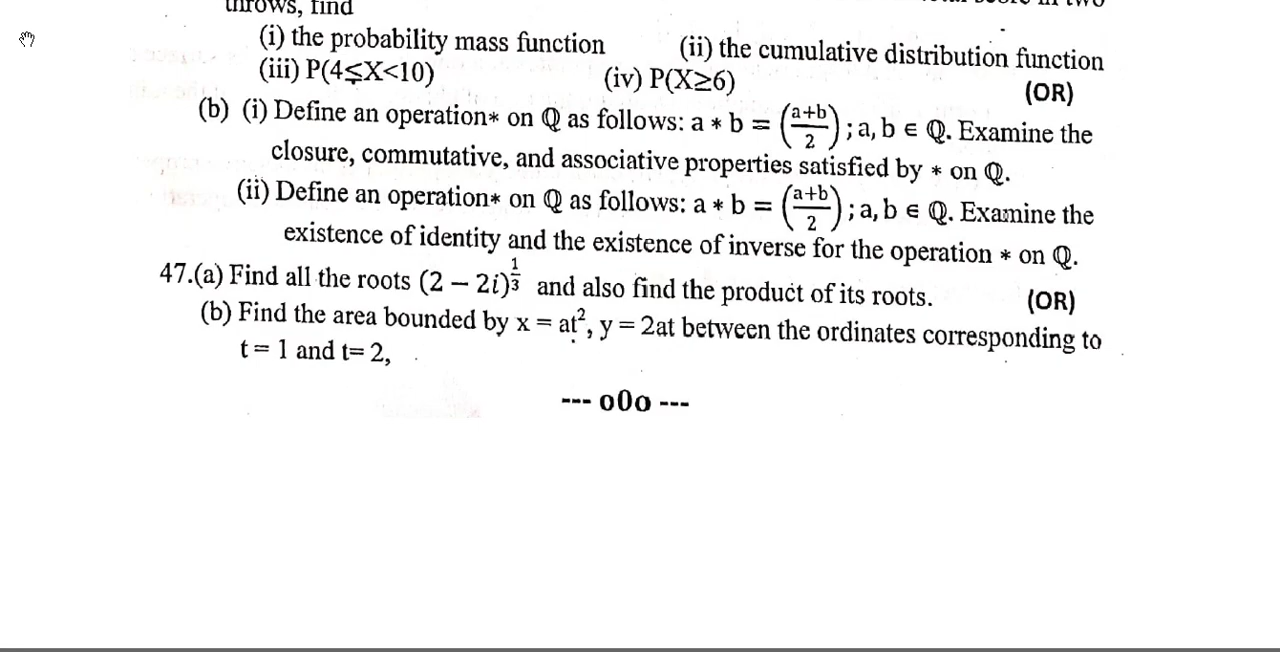 throws, find
(i) the probability mass function (ii) the cumulative distribution function
(iii) P(4≤X<10) (iv) P(X≥6) (OR)
(b) (i) Define an operation* on ℚ as follows: a * b = (a+b/2) ; a, b ∈ ℚ. Examine the
closure, commutative, and associative properties satisfied by * on ℚ.
(ii) Define an operation* on ℚ as follows: a * b = (a+b/2) ; a, b ∈ ℚ. Examine the
existence of identity and the existence of inverse for the operation * on ℚ.
47.(a) Find all the roots (2 – 2i)^1/3 and also find the product of its roots. (OR)
(b) Find the area bounded by x = at², y = 2at between the ordinates corresponding to
t = 1 and t= 2,
--- o0o ---